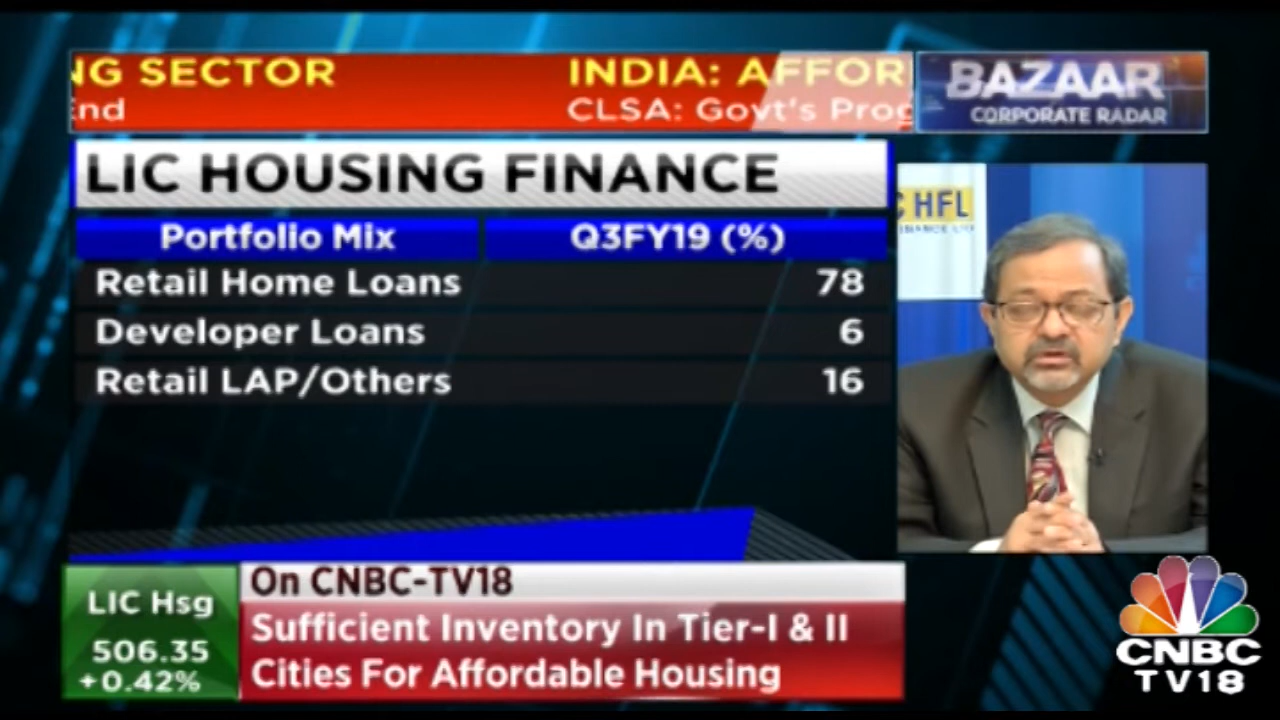 NG SECTOR INDIA: AFFOR
End CLSA: Govt's Prog
BAZAAR
CORPORATE RADAR
LIC HOUSING FINANCE
Portfolio Mix Q3FY19 (%)
Retail Home Loans 78
Developer Loans 6
Retail LAP/Others 16
C HFL
LIC Hsg
506.35
+0.42%
On CNBC-TV18
Sufficient Inventory In Tier-I & II
Cities For Affordable Housing
CNBC
TV18